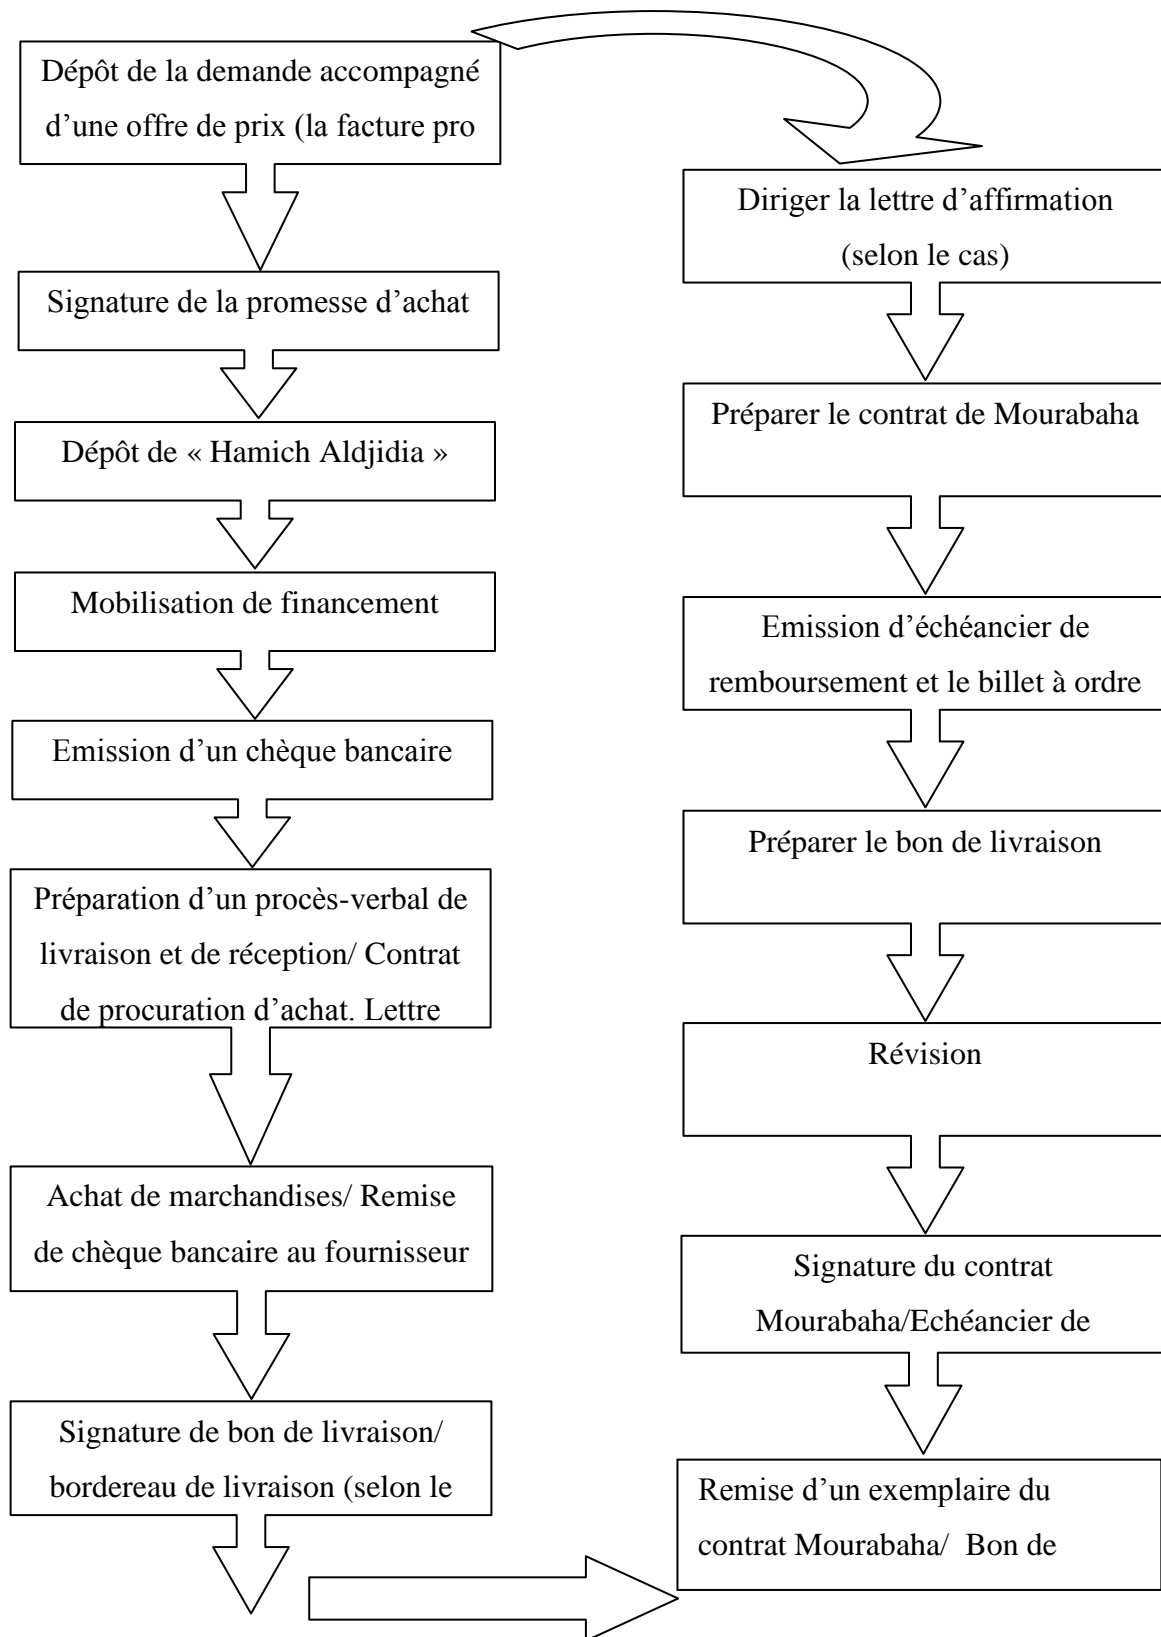 Dépôt de la demande accompagné
d’une offre de prix (la facture pro
Signature de la promesse d’achat
Dépôt de « Hamich Aldjidia »
Mobilisation de financement
Emission d’un chèque bancaire
Préparation d’un procès-verbal de
livraison et de réception/ Contrat
de procuration d’achat. Lettre
Achat de marchandises/ Remise
de chèque bancaire au fournisseur
Signature de bon de livraison/
bordereau de livraison (selon le
Diriger la lettre d’affirmation
(selon le cas)
Préparer le contrat de Mourabaha
Emission d’échéancier de
remboursement et le billet à ordre
Préparer le bon de livraison
Révision
Signature du contrat
Mourabaha/Echéancier de
Remise d’un exemplaire du
contrat Mourabaha/ Bon de